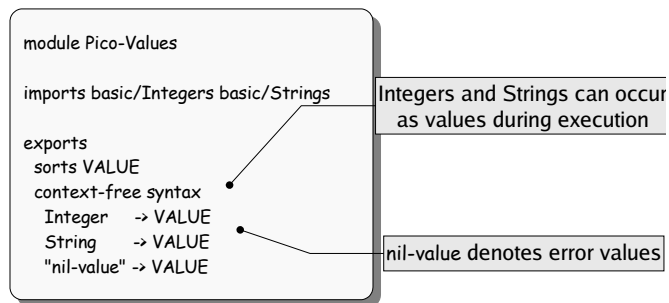 module Pico-Values
imports basic/Integers basic/Strings
exports
sorts VALUE
context-free syntax
Integer -> VALUE
String -> VALUE
"nil-value" -> VALUE
Integers and Strings can occur
as values during execution
nil-value denotes error values